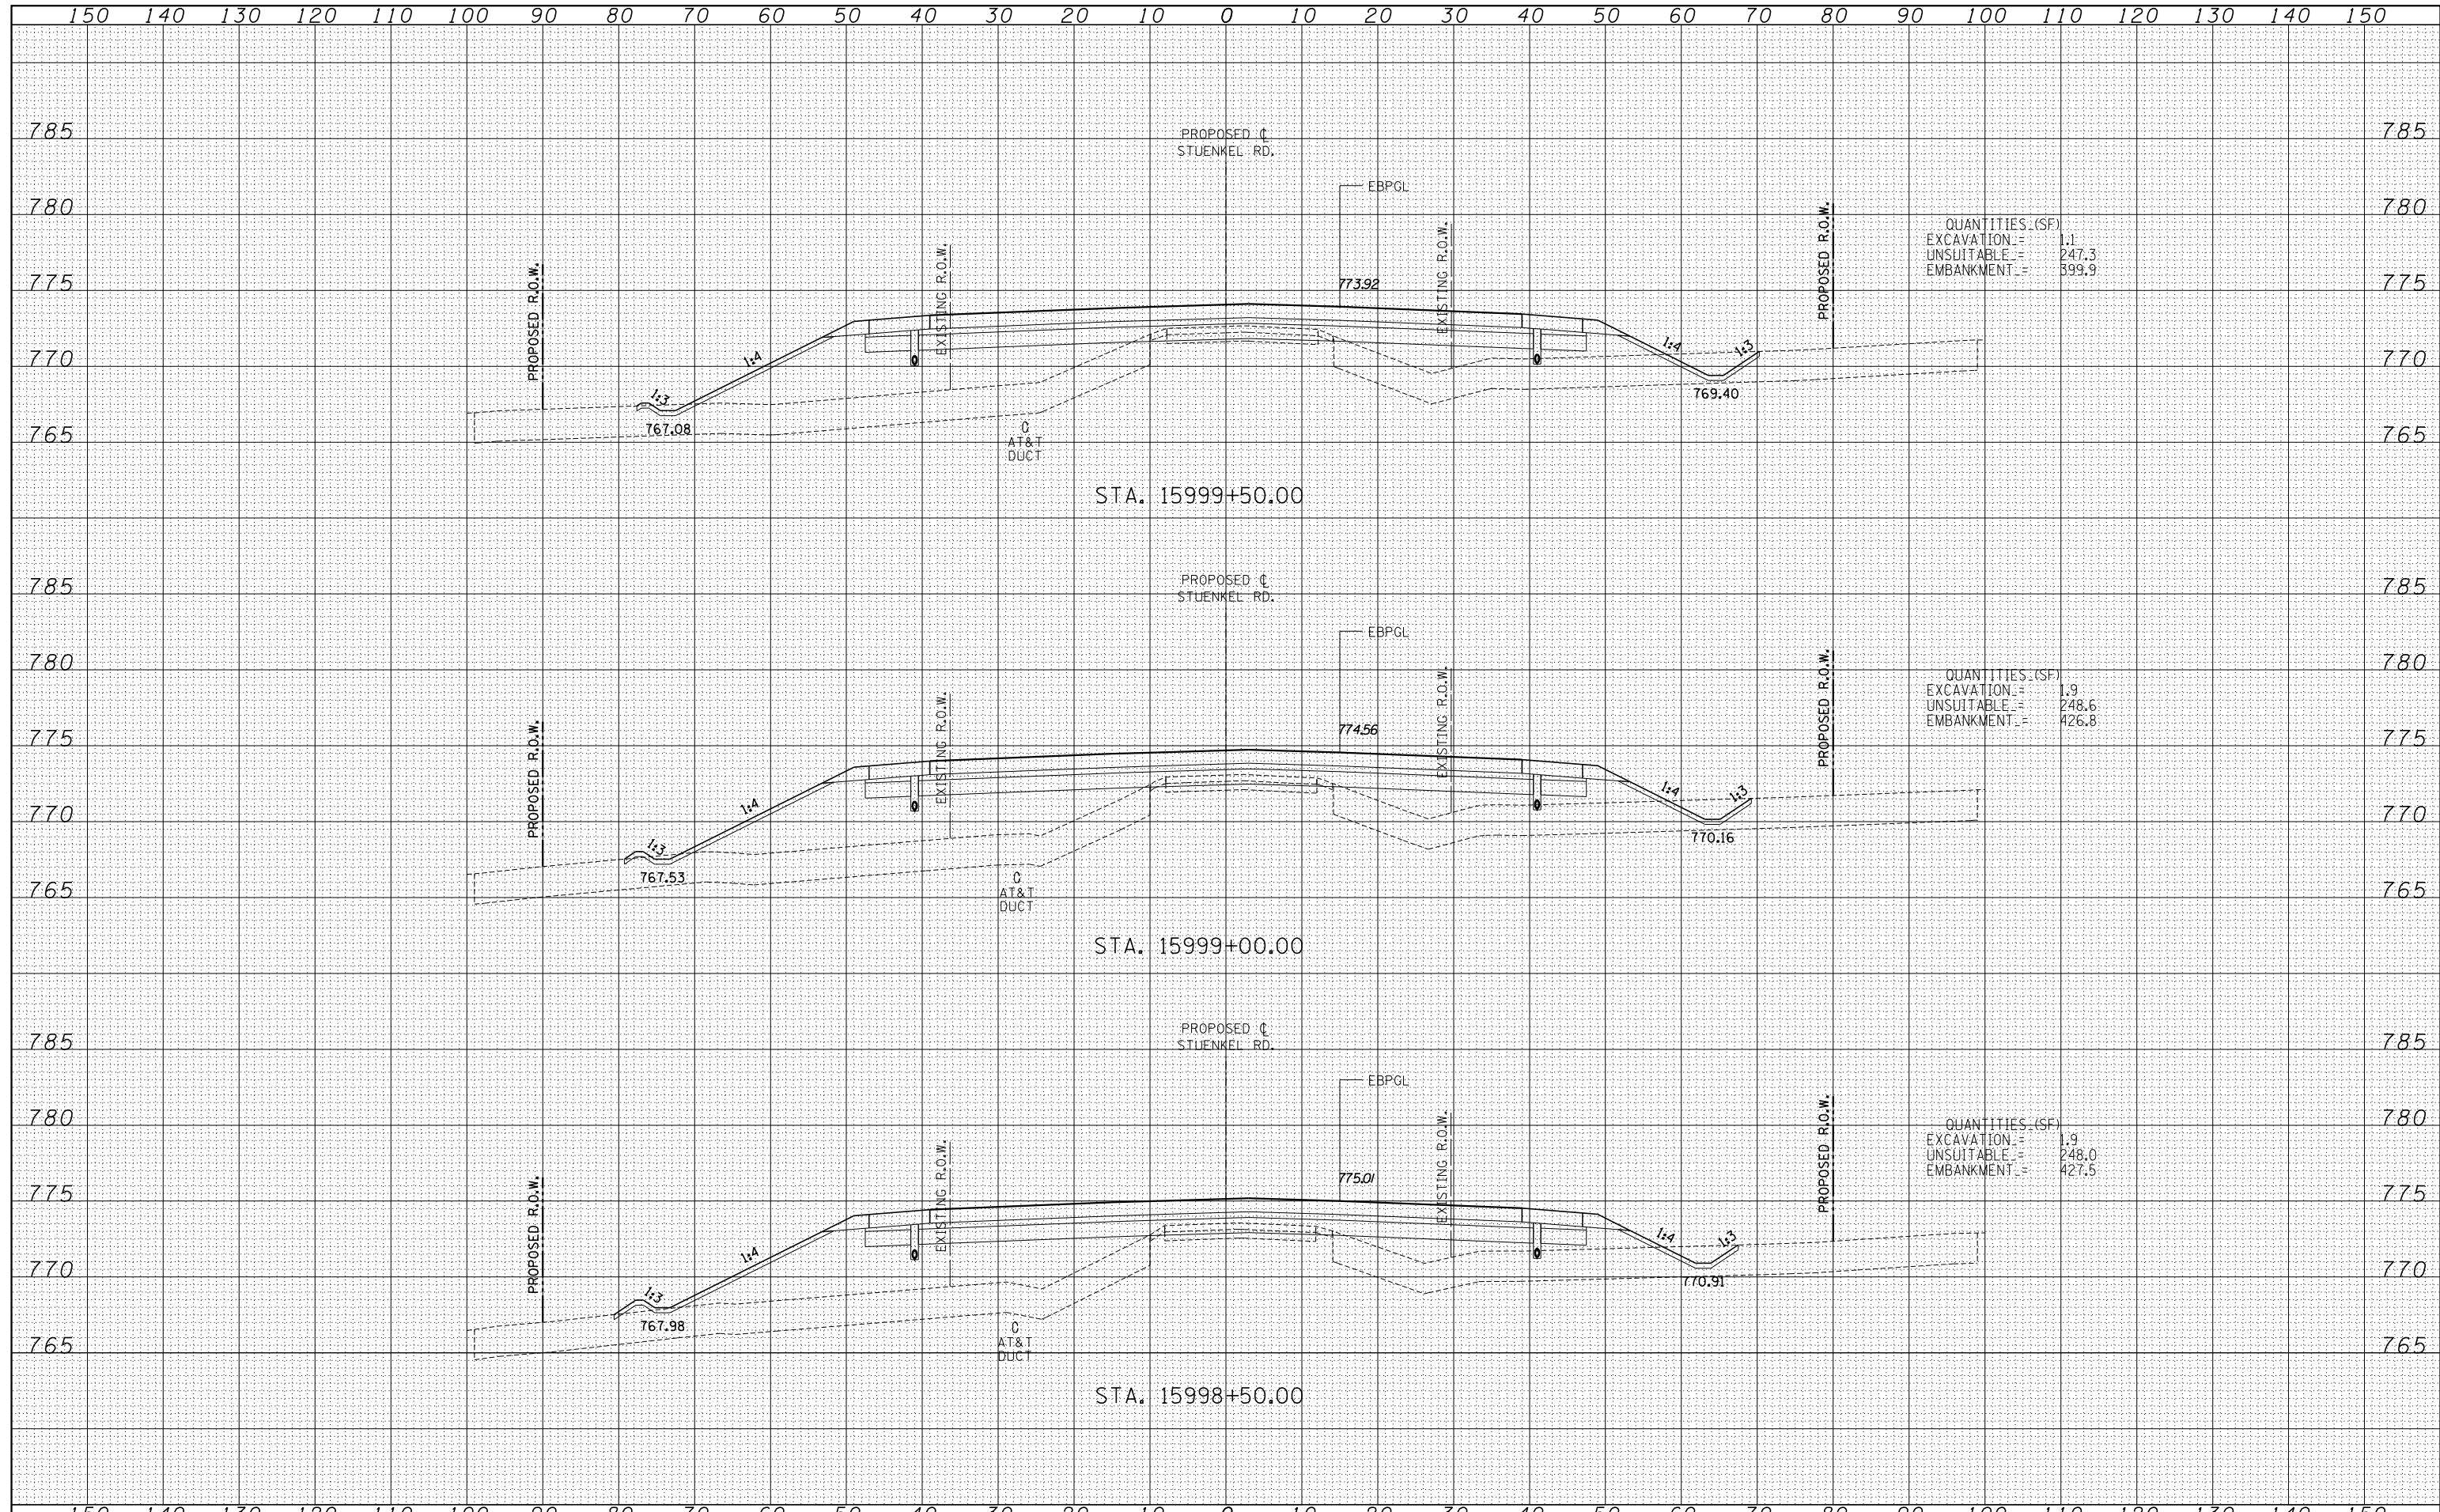 150 140 130 120 110 100 90 80 70 60 50 40 30 20 10 0 10 20 30 40 50 60 70 80 90 100 110 120 130 140 150
785 785
PROPOSED ℄
STUENKEL RD.
EBPGL
780 780
PROPOSED R.O.W.
EXISTING R.O.W.
773.92
EXISTING R.O.W.
PROPOSED R.O.W.
QUANTITIES (SF)
EXCAVATION = 1.1
UNSUITABLE = 247.3
EMBANKMENT = 399.9
775 775
1:4
1:4
1:3
770 770
1:3
769.40
767.08
AT&T
DUCT
765 765
STA. 15999+50.00
785 785
PROPOSED ℄
STUENKEL RD.
EBPGL
780 780
PROPOSED R.O.W.
EXISTING R.O.W.
774.56
EXISTING R.O.W.
PROPOSED R.O.W.
QUANTITIES (SF)
EXCAVATION = 1.9
UNSUITABLE = 248.6
EMBANKMENT = 426.8
775 775
1:4
1:4
1:3
770 770
1:3
770.16
767.53
AT&T
DUCT
765 765
STA. 15999+00.00
785 785
PROPOSED ℄
STUENKEL RD.
EBPGL
780 780
PROPOSED R.O.W.
EXISTING R.O.W.
775.01
EXISTING R.O.W.
PROPOSED R.O.W.
QUANTITIES (SF)
EXCAVATION = 1.9
UNSUITABLE = 248.0
EMBANKMENT = 427.5
775 775
1:4
1:4
1:3
770 770
1:3
770.91
767.98
AT&T
DUCT
765 765
STA. 15998+50.00
150 140 130 120 110 100 90 80 70 60 50 40 30 20 10 0 10 20 30 40 50 60 70 80 90 100 110 120 130 140 150